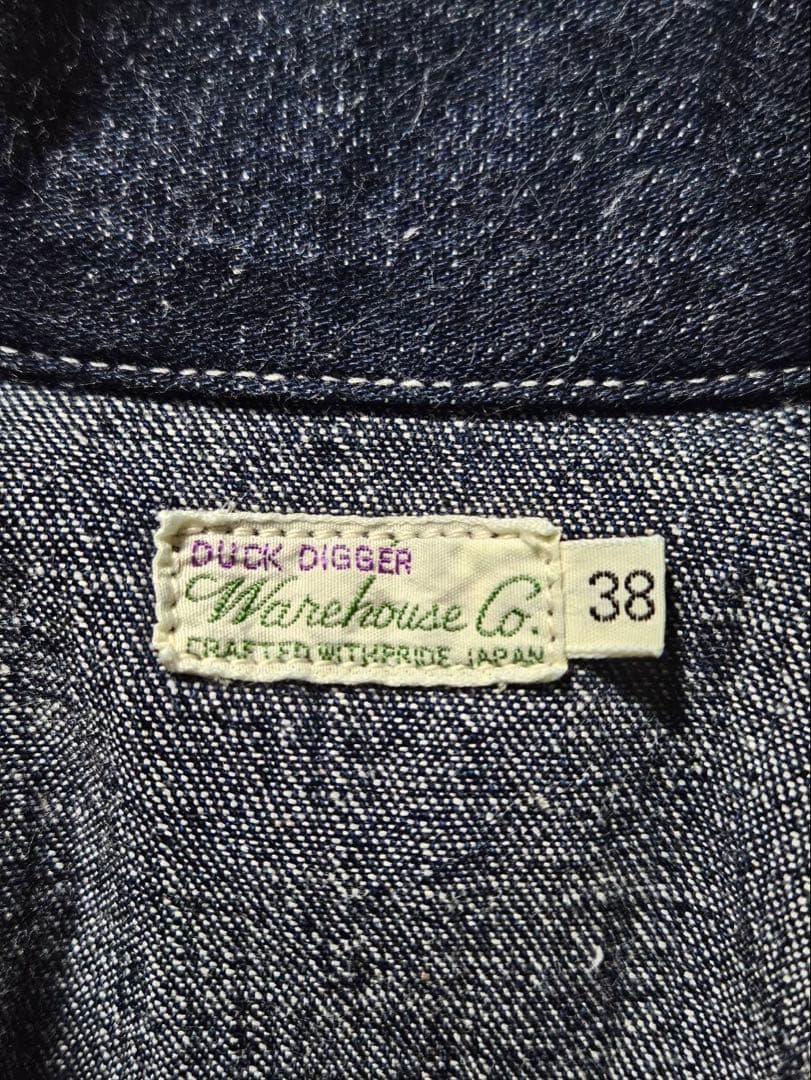 DUCK DIGGER
Warehouse Co.
CRAFTED WITH PRIDE JAPAN
38